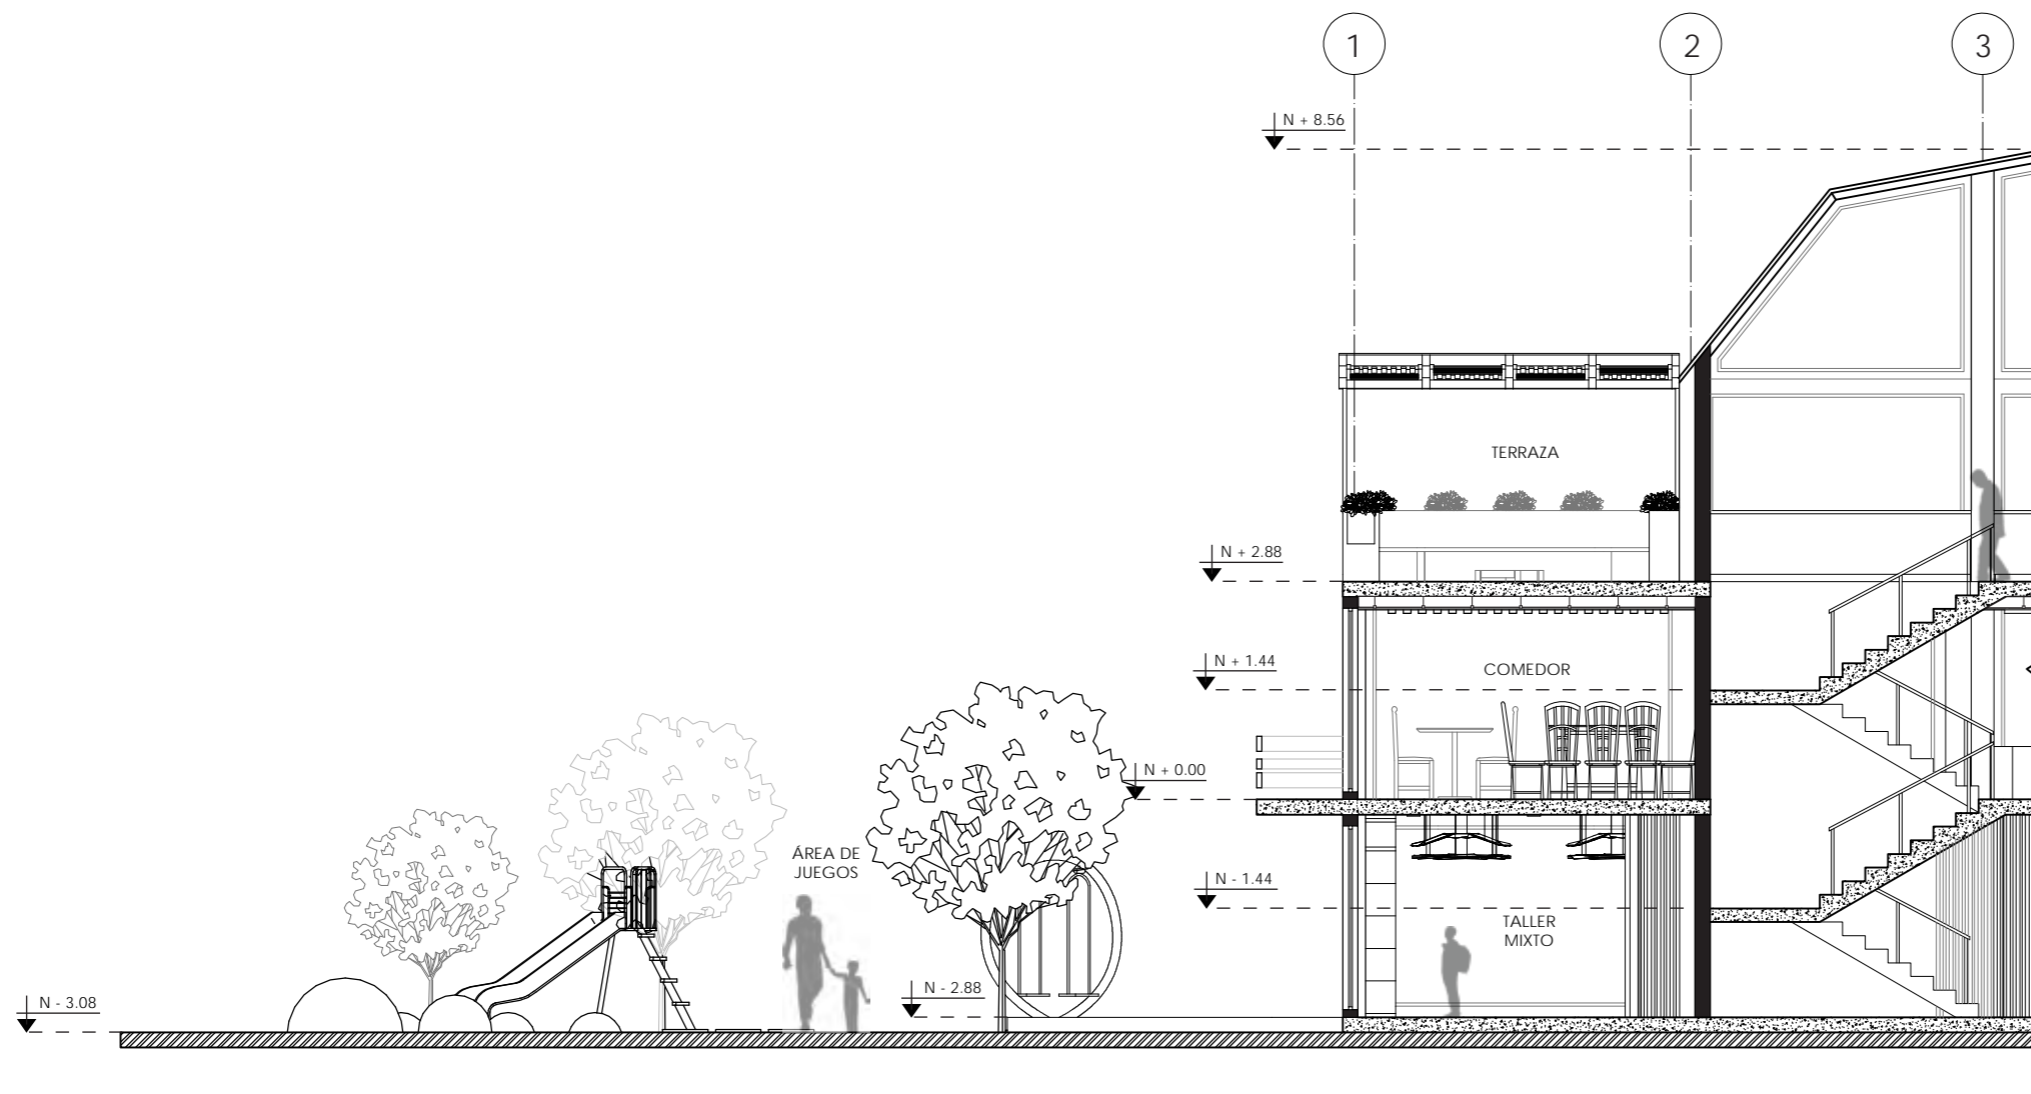 1
2
3
N + 8.56
TERRAZA
N + 2.88
N + 1.44
COMEDOR
N + 0.00
ÁREA DE
JUEGOS
N - 1.44
TALLER
MIXTO
N - 2.88
N - 3.08